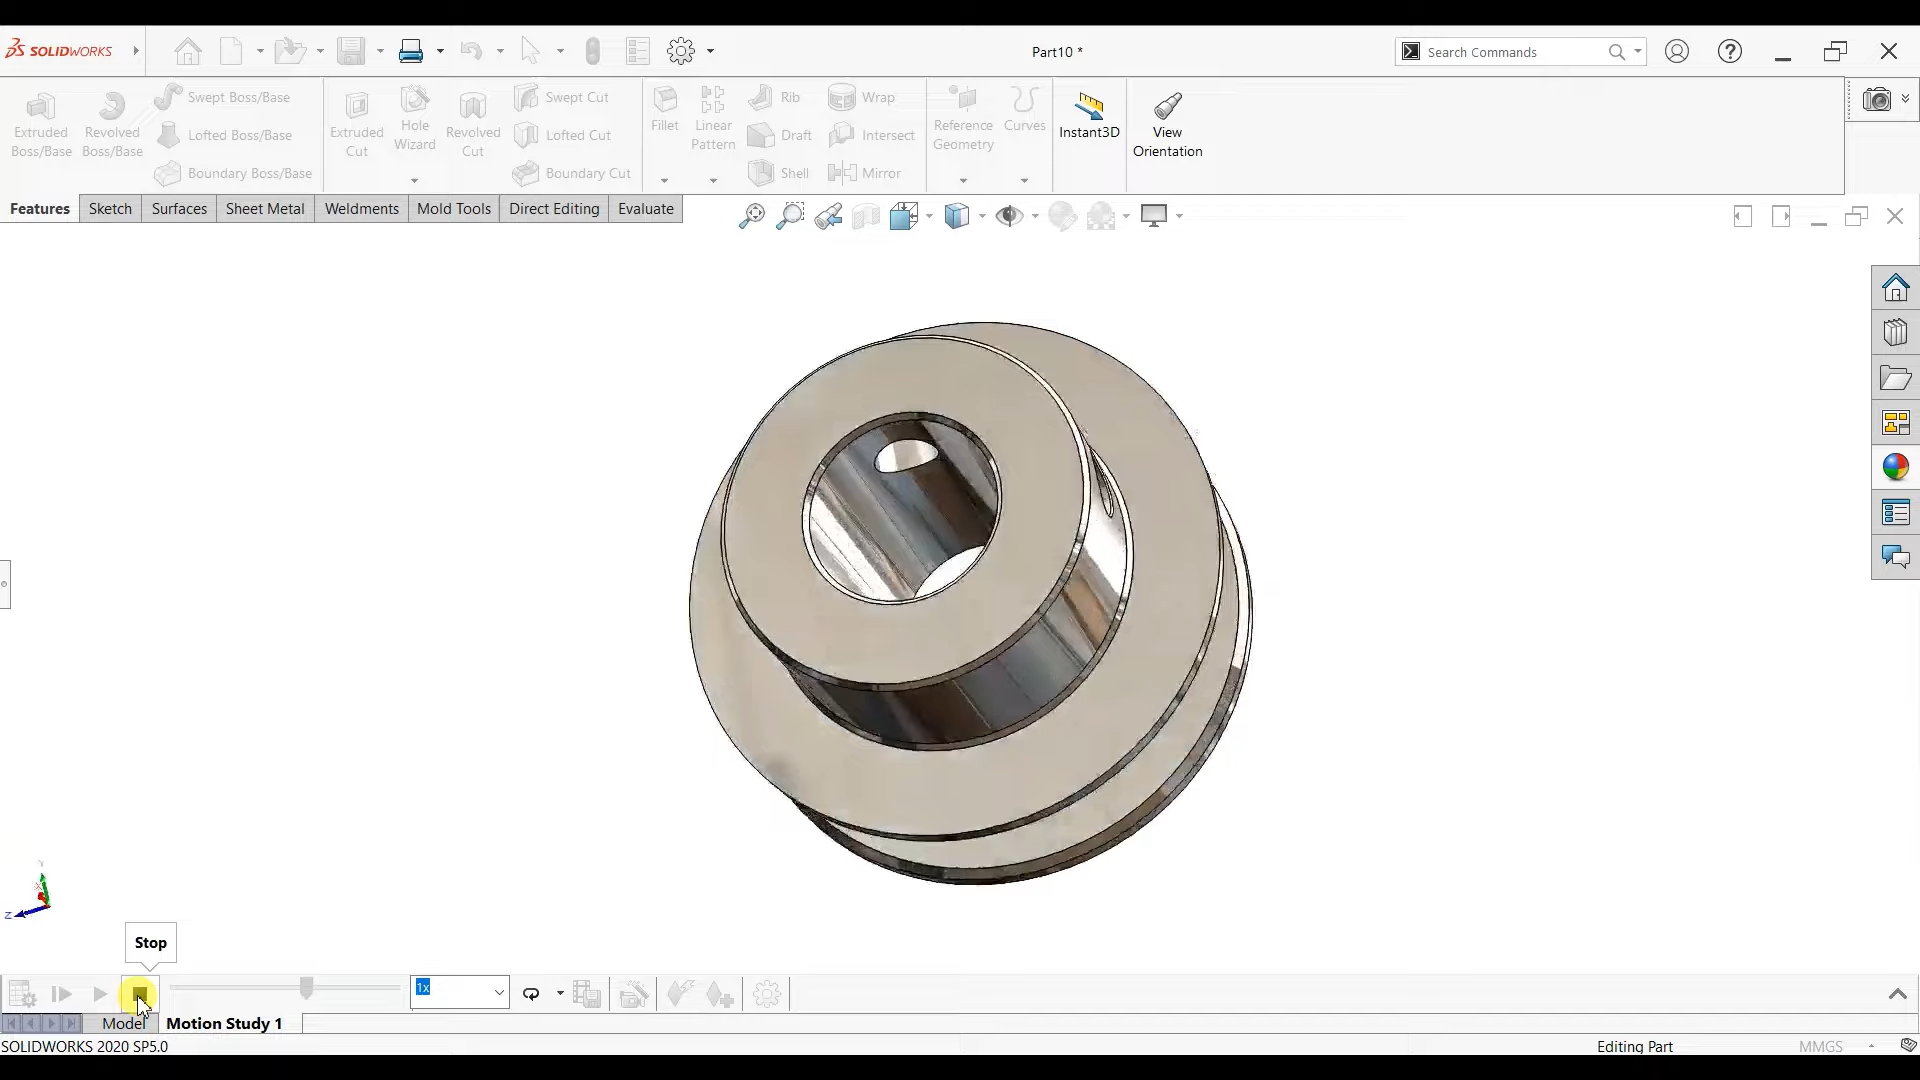 SOLIDWORKS
Part10 *
Search Commands
Extruded Boss/Base
Revolved Boss/Base
Swept Boss/Base
Lofted Boss/Base
Boundary Boss/Base
Extruded Cut
Hole Wizard
Revolved Cut
Swept Cut
Lofted Cut
Boundary Cut
Fillet
Linear Pattern
Rib
Draft
Shell
Wrap
Intersect
Mirror
Reference Geometry
Curves
Instant3D
View Orientation
Features
Sketch
Surfaces
Sheet Metal
Weldments
Mold Tools
Direct Editing
Evaluate
Z
Stop
1x
Model
Motion Study 1
SOLIDWORKS 2020 SP5.0
Editing Part
MMGS